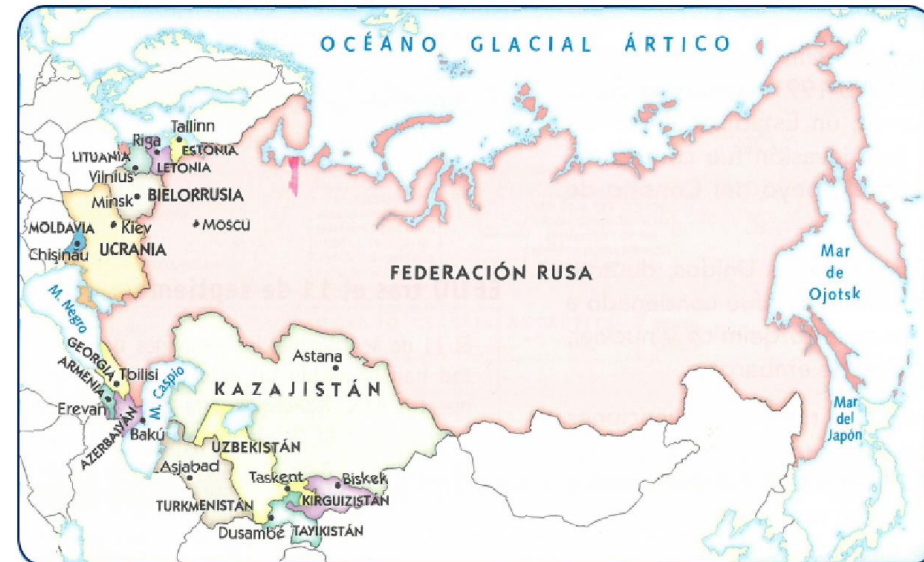 OCÉANO GLACIAL ÁRTICO
Tallinn
Riga
ESTONIA
LITUANIA
LETONIA
Vilnius
Minsk
BIELORRUSIA
MOLDAVIA
Kiev
Moscú
UCRANIA
Chişinău
FEDERACIÓN RUSA
Mar
de
Ojotsk
M. Negro
GEORGIA
Tbilisi
ARMENIA
Erevan
AZERBAIYÁN
Bakú
M. Caspio
Astana
KAZAJISTÁN
Mar
del
Japón
UZBEKISTÁN
Asjabad
Taskent
Biskek
KIRGUIZISTÁN
TURKMENISTÁN
Dusambé
TAYIKISTÁN